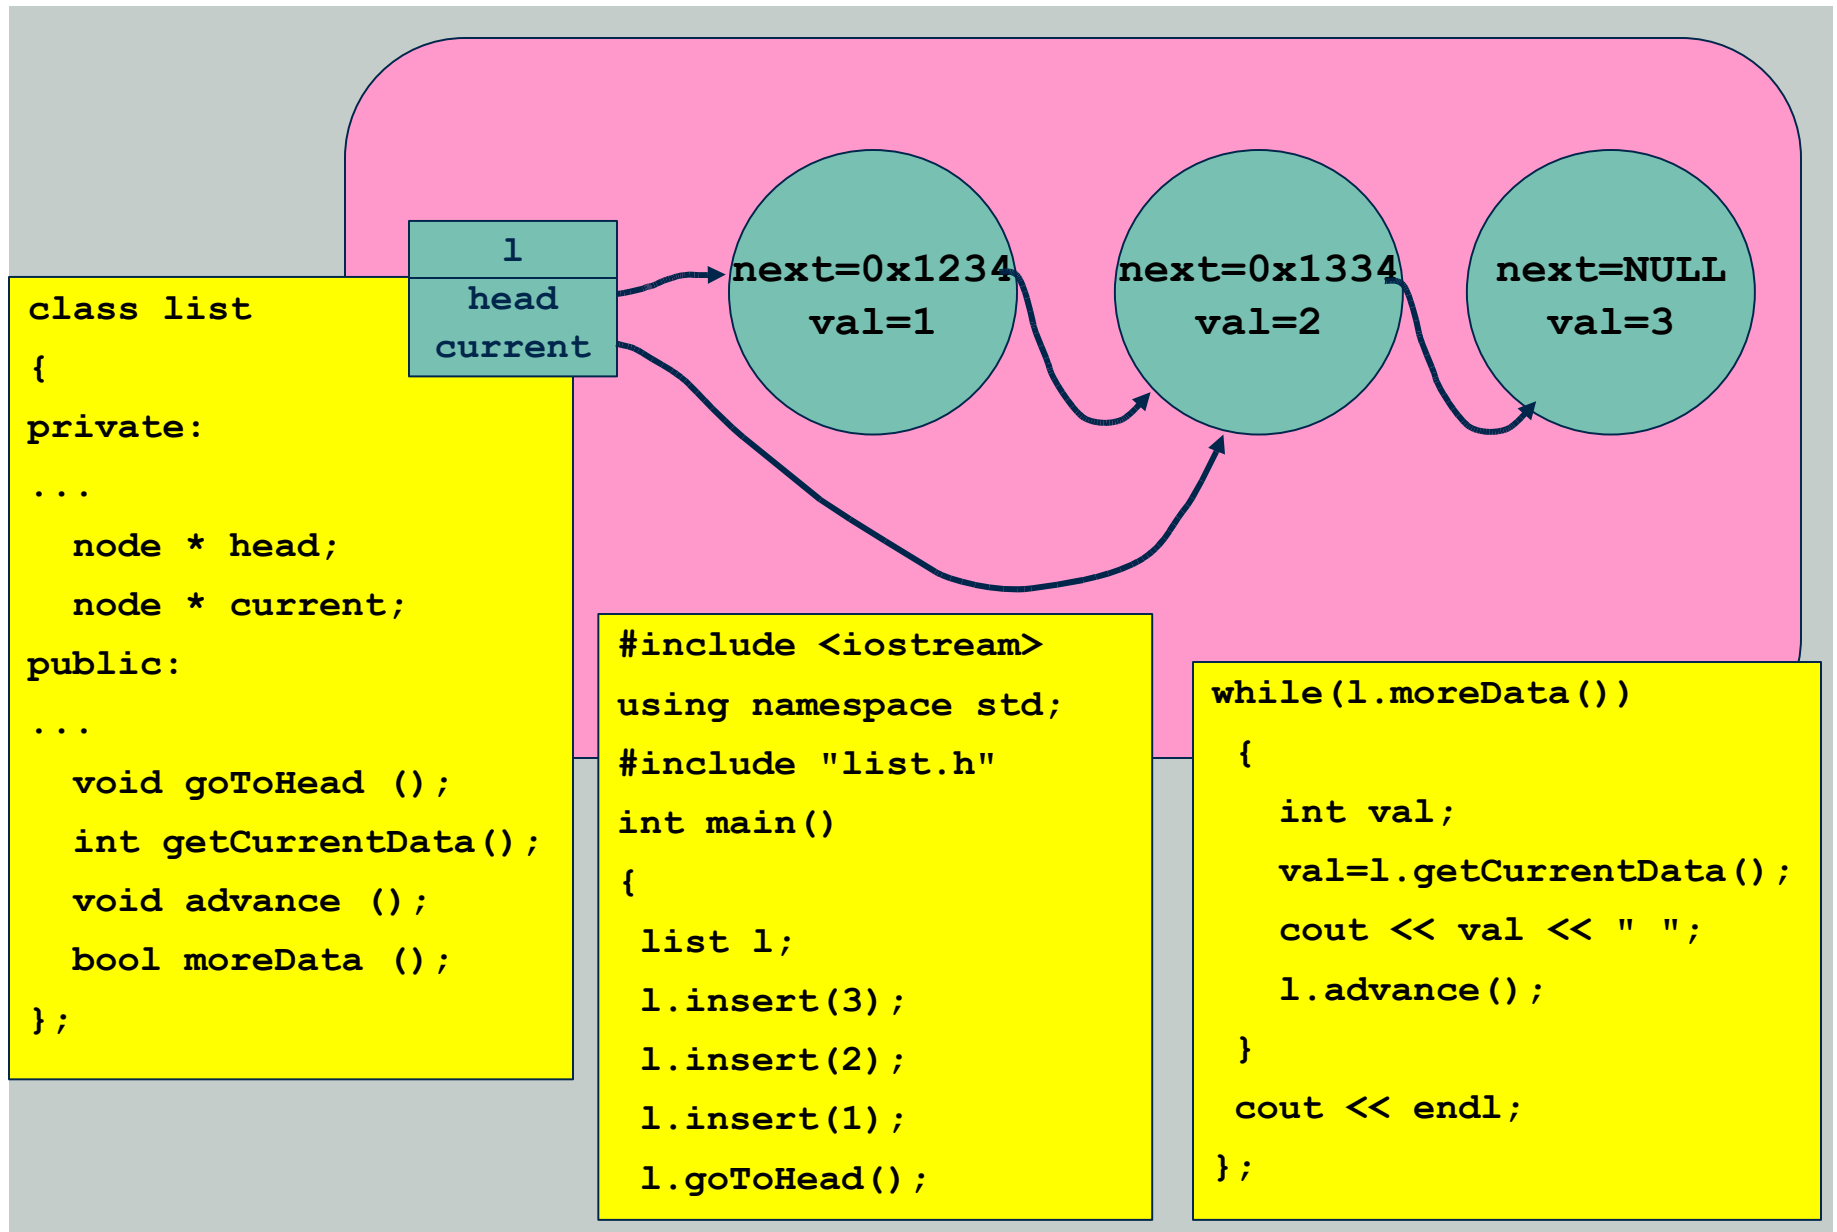 l
head
current
next=0x1234
val=1
next=0x1334
val=2
next=NULL
val=3
class list
{
private:
...
  node * head;
  node * current;
public:
...
  void goToHead ();
  int getCurrentData();
  void advance ();
  bool moreData ();
};
#include <iostream>
using namespace std;
#include "list.h"
int main()
{
 list l;
 l.insert(3);
 l.insert(2);
 l.insert(1);
 l.goToHead();
while(l.moreData())
 {
   int val;
   val=l.getCurrentData();
   cout << val << " ";
   l.advance();
 }
 cout << endl;
};